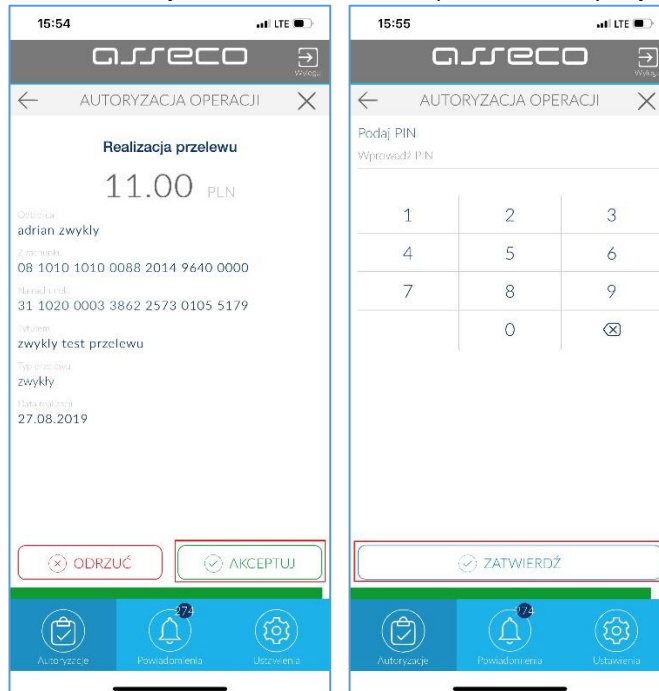 15:54
LTE
asseco
Wyloguj
AUTORYZACJA OPERACJI
Realizacja przelewu
11.00 PLN
Odbiorca
adrian zwykly
Z rachunku
08 1010 1010 0088 2014 9640 0000
Na rachunek
31 1020 0003 3862 2573 0105 5179
Tytułem
zwykly test przelewu
Typ przelewu
zwykły
Data realizacji
27.08.2019
ODRZUĆ
AKCEPTUJ
274
Autoryzacje
Powiadomienia
Ustawienia
15:55
LTE
asseco
AUTORYZACJA OPERACJI
Podaj PIN
Wprowadź PIN
1 2 3
4 5 6
7 8 9
0
ZATWIERDŹ
274
Autoryzacje
Powiadomienia
Ustawienia